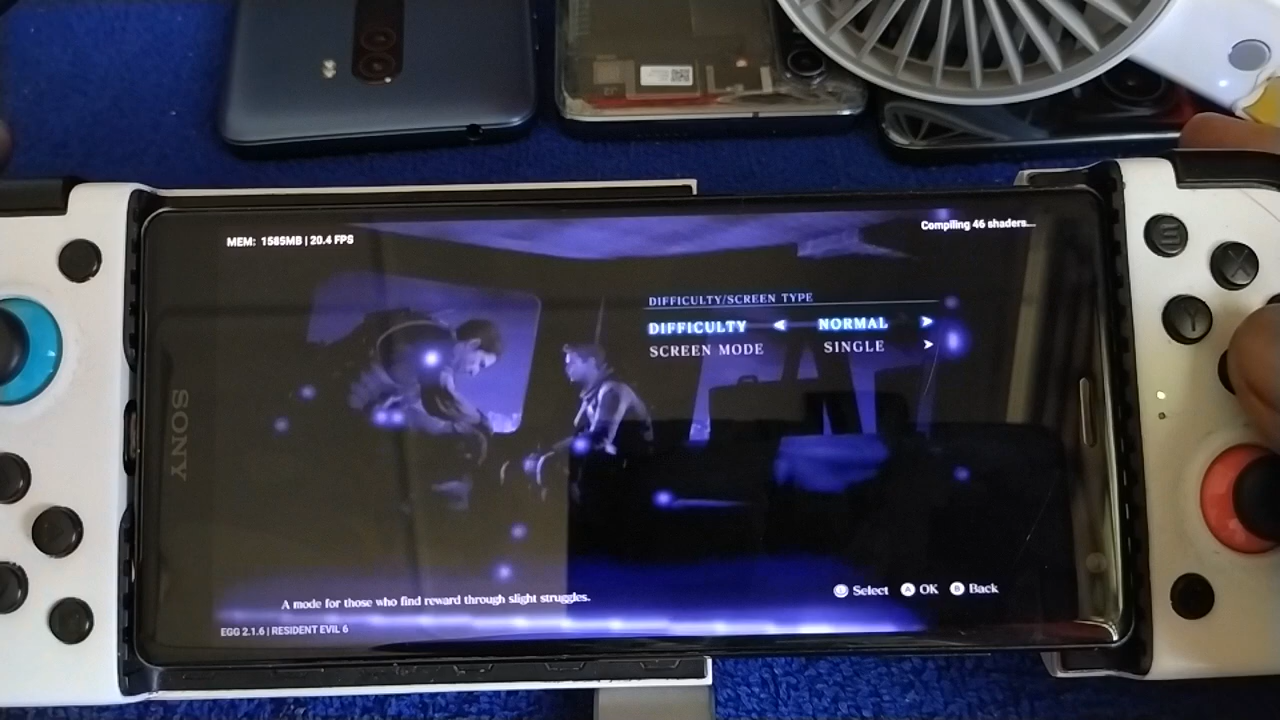 MEM: 1585MB | 20.4 FPS
Compiling 46 shaders...
DIFFICULTY/SCREEN TYPE
DIFFICULTY NORMAL
SCREEN MODE SINGLE
SONY
A mode for those who find reward through slight struggles.
Select A OK B Back
EGG 2.1.6 | RESIDENT EVIL 6
X
Y